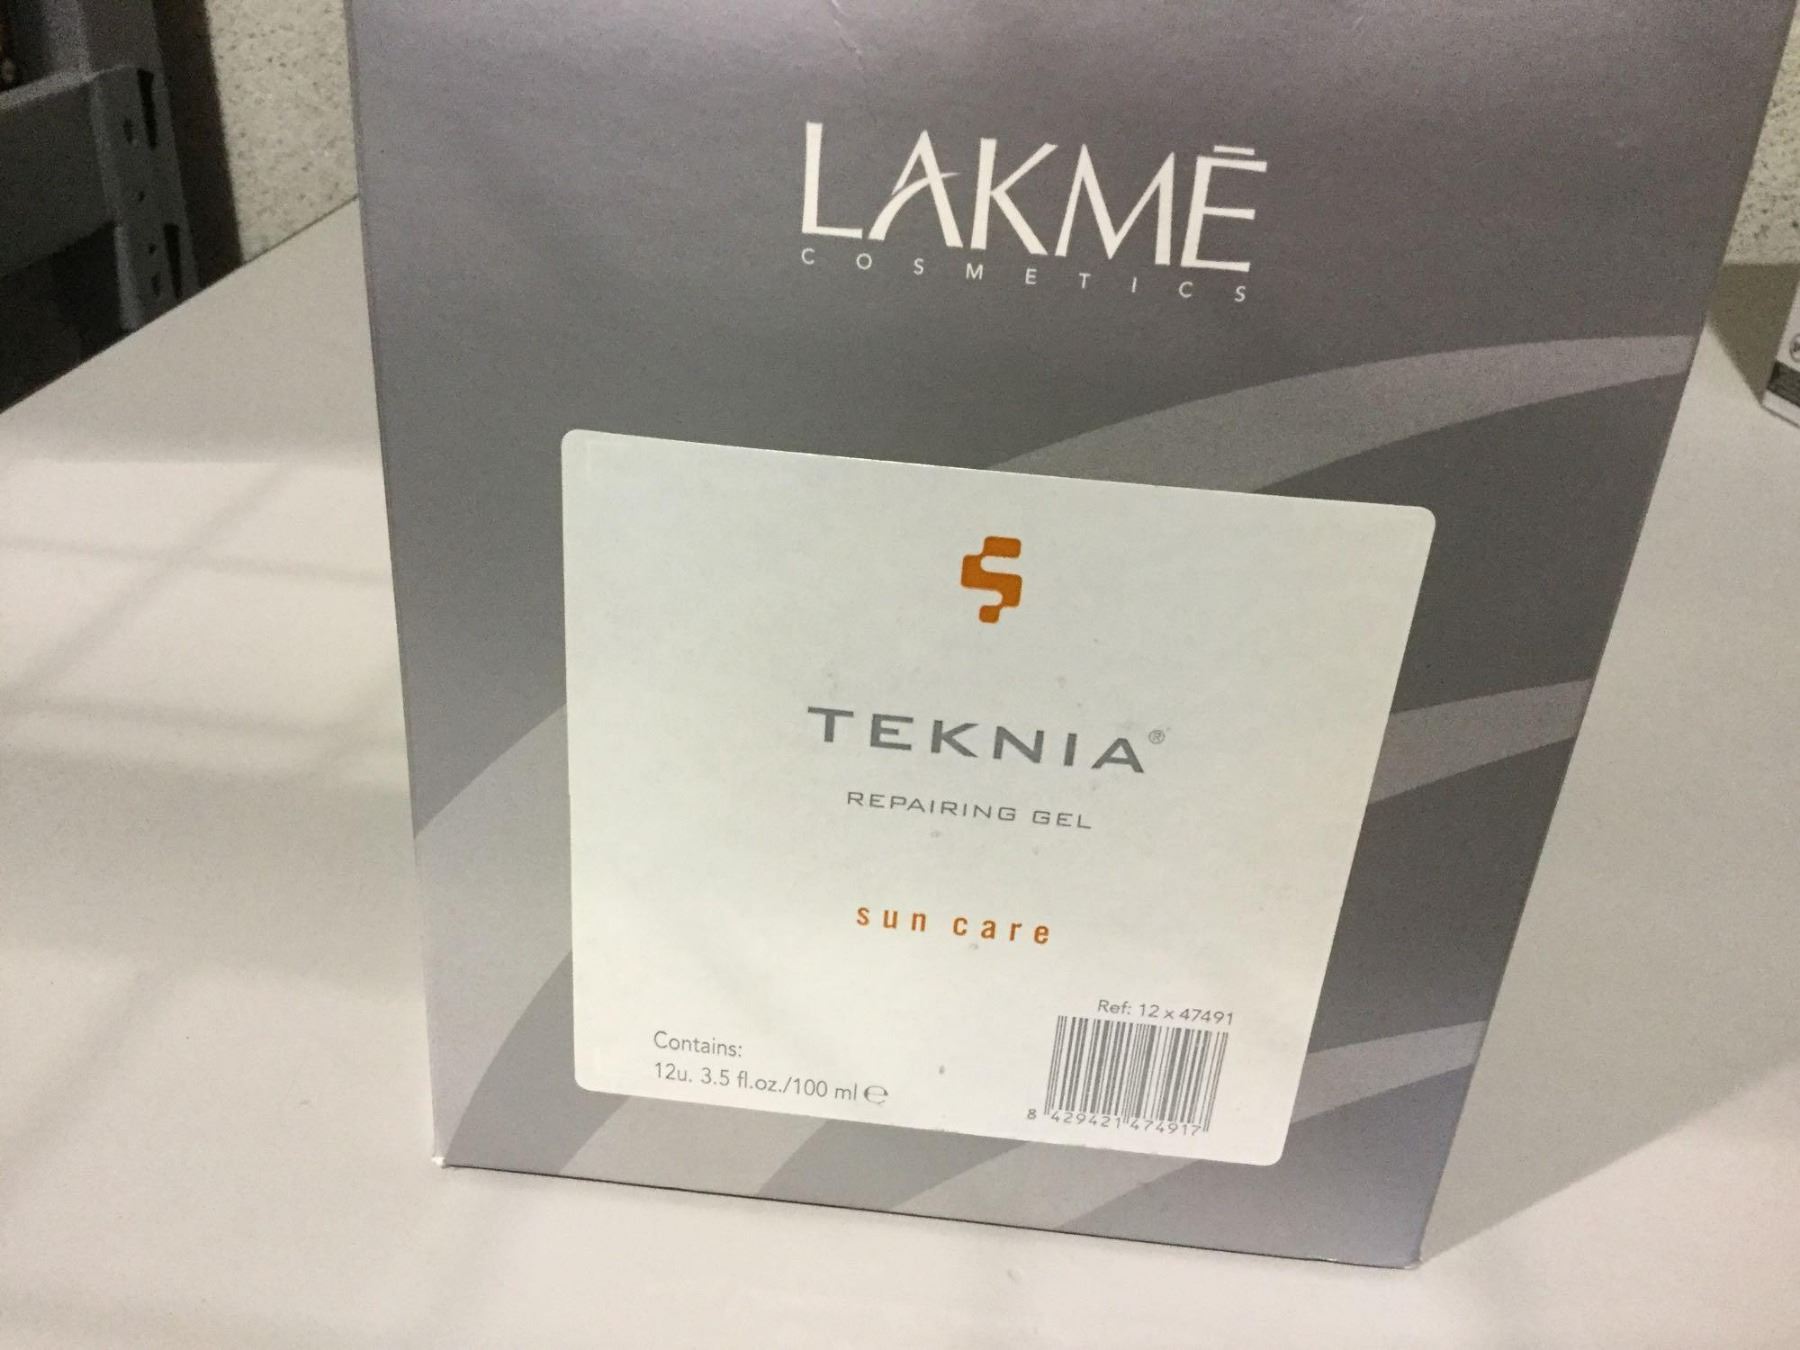 LAKMĒ
COSMETICS
TEKNIA®
REPAIRING GEL
sun care
Ref: 12 x 47491
Contains:
12u. 3.5 fl.oz./100 ml ℮
8 429421 474917